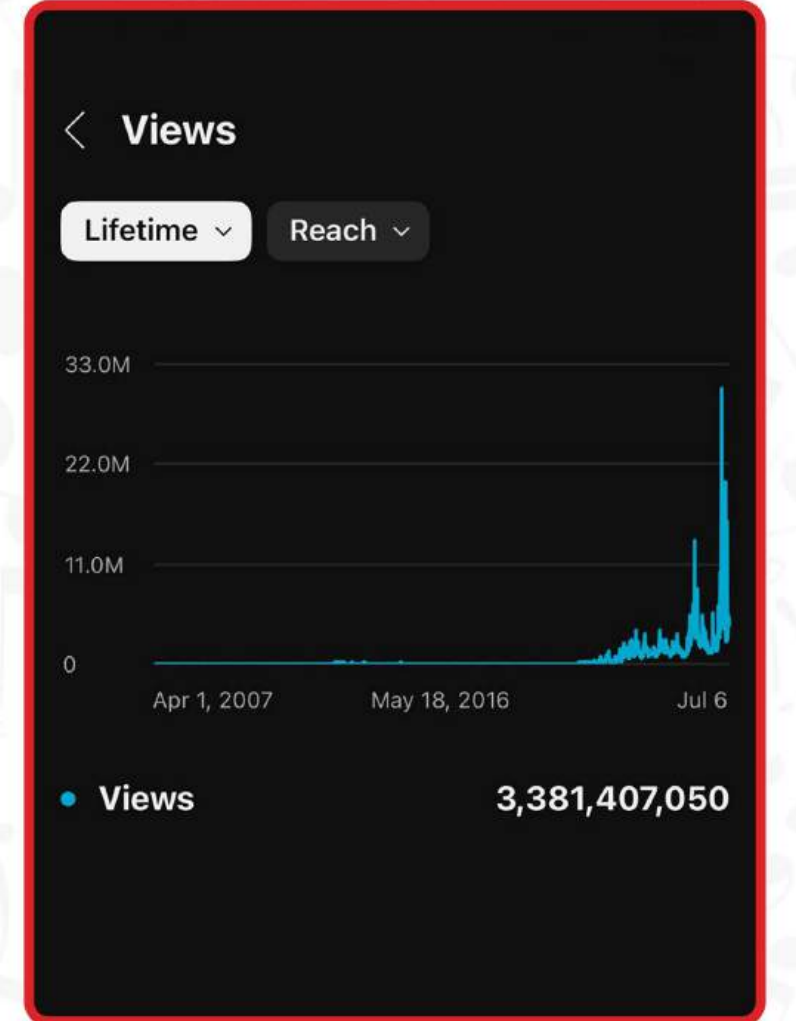 Views
Lifetime Reach
33.0M
22.0M
11.0M
0
Apr 1, 2007 May 18, 2016 Jul 6
Views 3,381,407,050